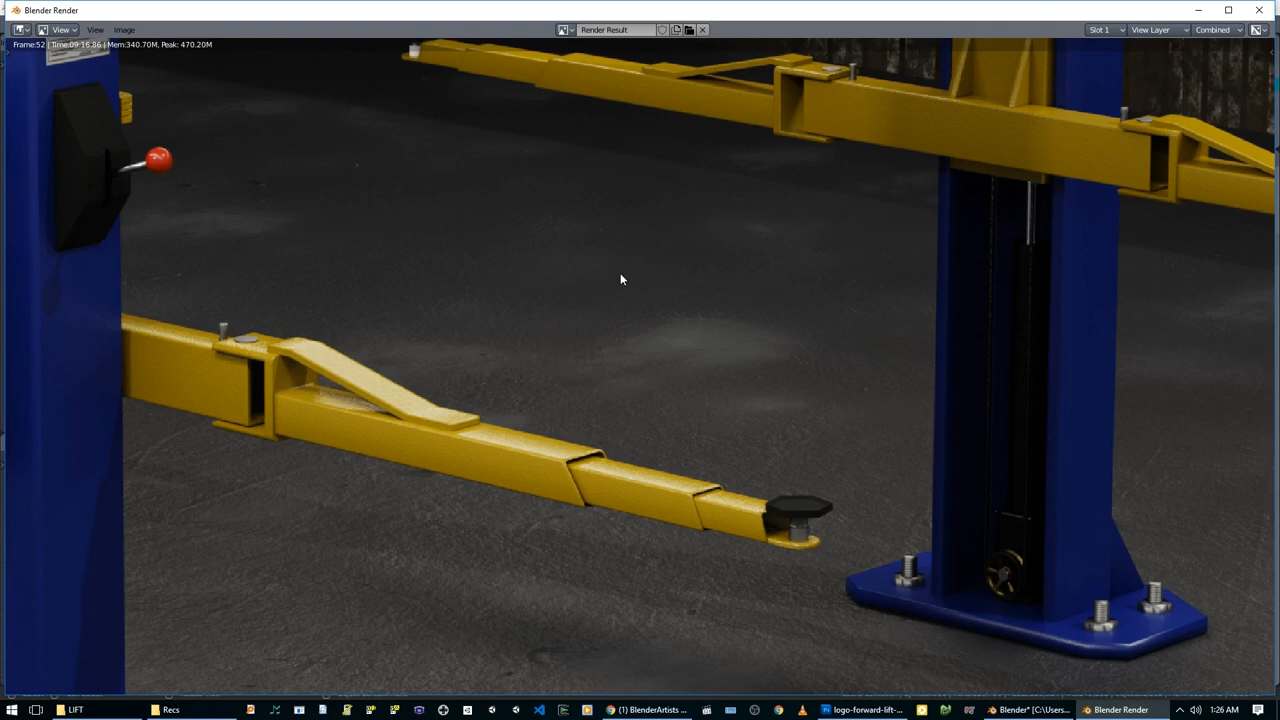 Blender Render
View
View
Image
Render Result
Slot 1
View Layer
Combined
Frame:52 | Time:09:16.86 | Mem:340.70M, Peak: 470.20M
LIFT
Recs
(1) BlenderArtists ...
logo-forward-lift-...
Blender* [C:\Users...
Blender Render
1:26 AM